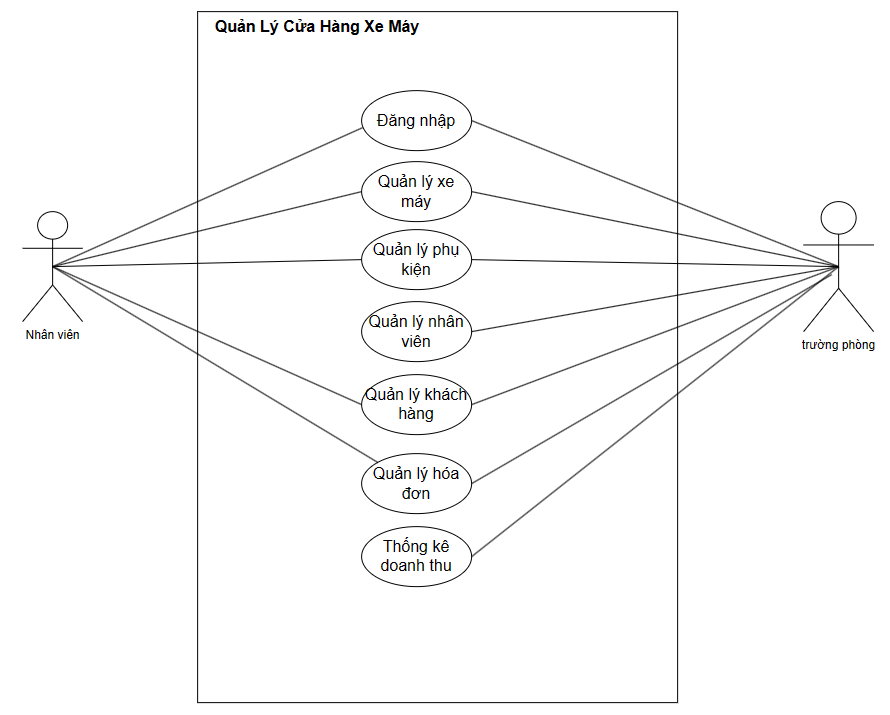 Quản Lý Cửa Hàng Xe Máy
Đăng nhập
Quản lý xe
máy
Quản lý phụ
kiện
Quản lý nhân
viên
Quản lý khách
hàng
Quản lý hóa
đơn
Thống kê
doanh thu
Nhân viên
trường phòng